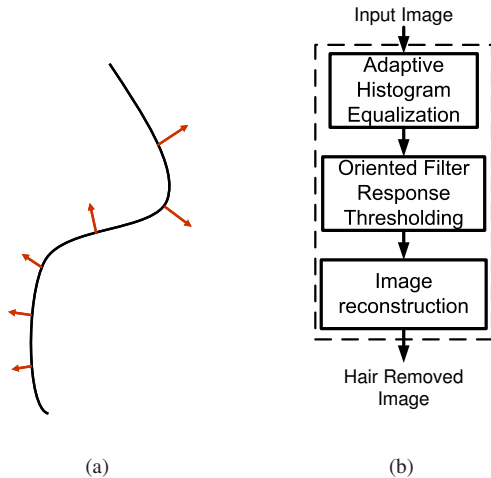 Input Image
Adaptive
Histogram
Equalization
Oriented Filter
Response
Thresholding
Image
reconstruction
Hair Removed
Image
(a)
(b)